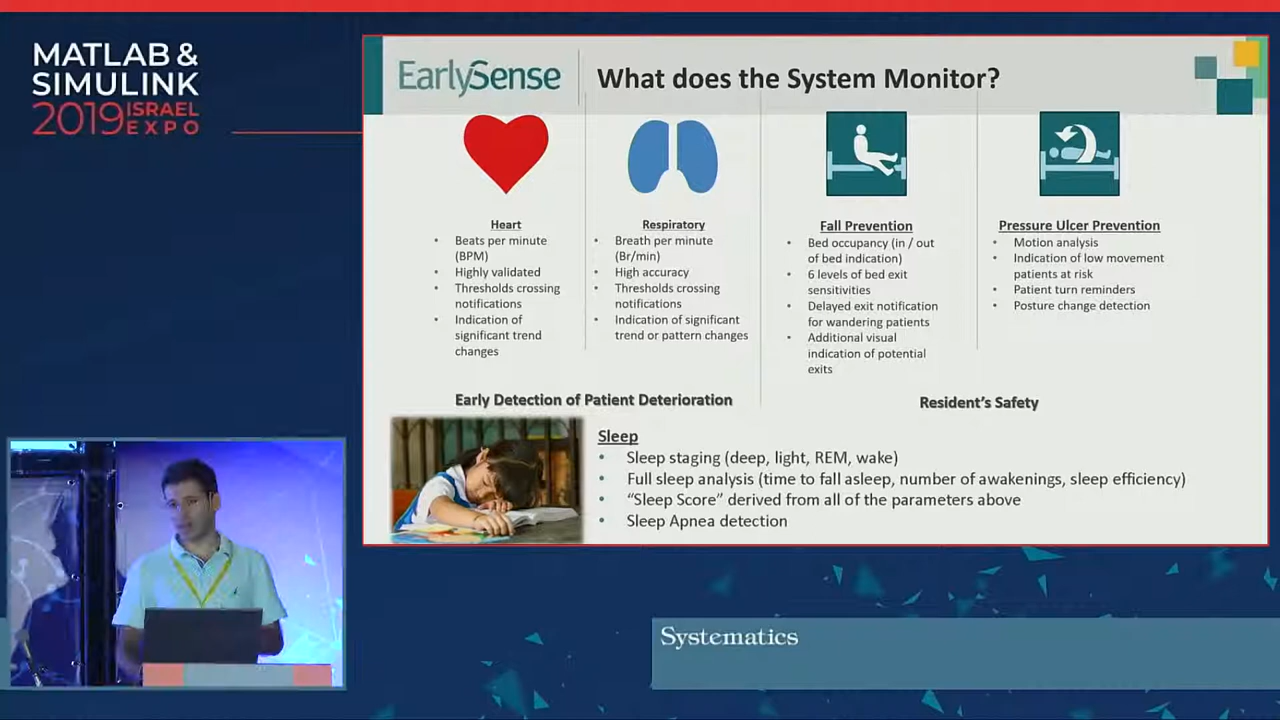 MATLAB &
SIMULINK
2019 ISRAEL
EXPO
EarlySense
What does the System Monitor?
Heart
• Beats per minute
(BPM)
• Highly validated
• Thresholds crossing
notifications
• Indication of
significant trend
changes
Respiratory
• Breath per minute
(Br/min)
• High accuracy
• Thresholds crossing
notifications
• Indication of significant
trend or pattern changes
Fall Prevention
• Bed occupancy (in / out
of bed indication)
• 6 levels of bed exit
sensitivities
• Delayed exit notification
for wandering patients
• Additional visual
indication of potential
exits
Pressure Ulcer Prevention
• Motion analysis
• Indication of low movement
patients at risk
• Patient turn reminders
• Posture change detection
Early Detection of Patient Deterioration
Resident's Safety
Sleep
• Sleep staging (deep, light, REM, wake)
• Full sleep analysis (time to fall asleep, number of awakenings, sleep efficiency)
• “Sleep Score” derived from all of the parameters above
• Sleep Apnea detection
Systematics